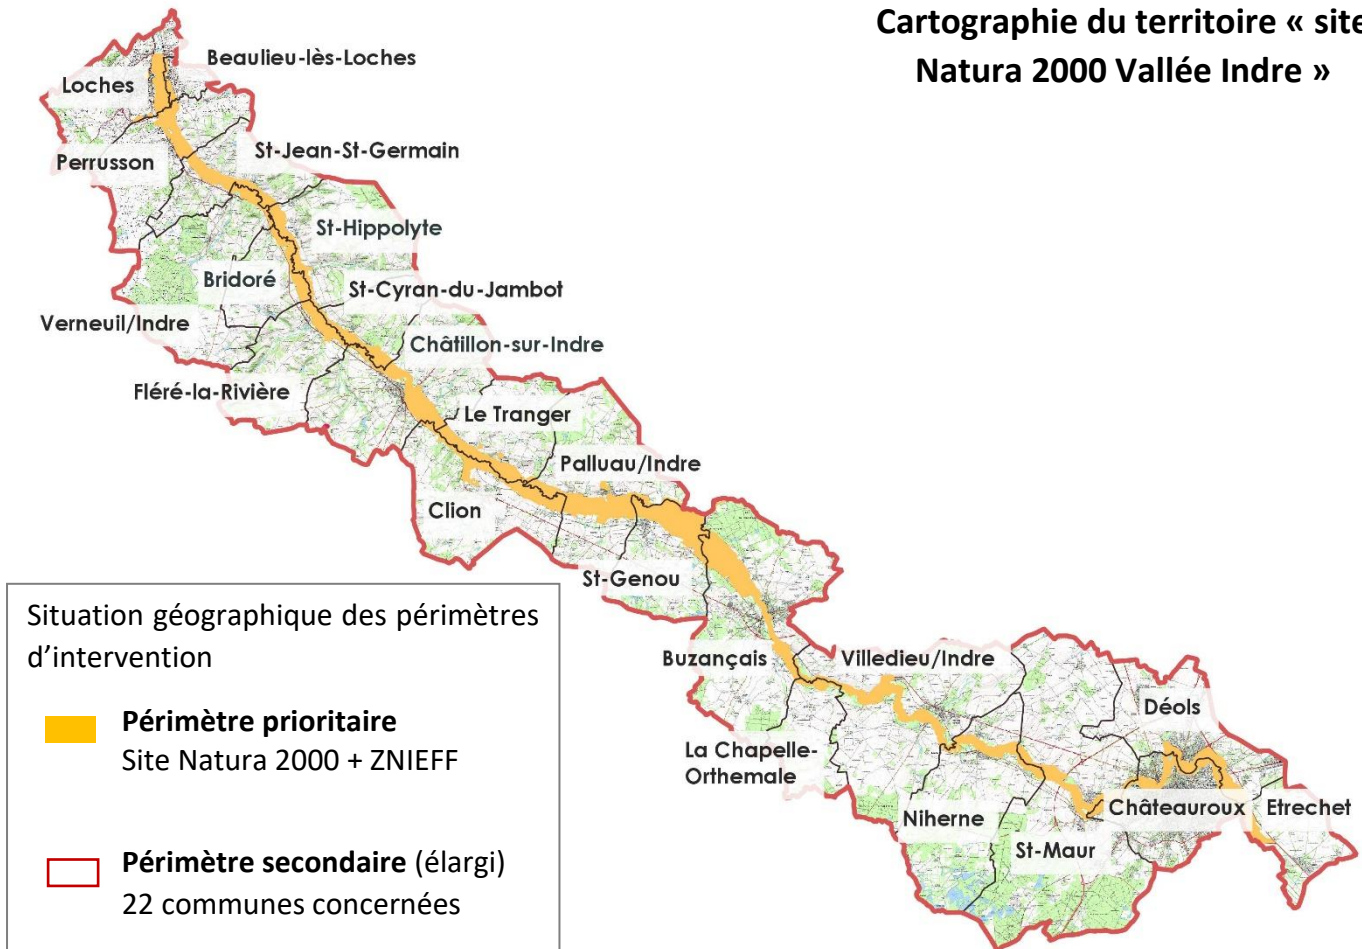 Cartographie du territoire « site
Natura 2000 Vallée Indre »
Beaulieu-lès-Loches
Loches
St-Jean-St-Germain
Perrusson
St-Hippolyte
Bridoré
St-Cyran-du-Jambot
Verneuil/Indre
Châtillon-sur-Indre
Fléré-la-Rivière
Le Tranger
Palluau/Indre
Clion
St-Genou
Buzançais
Villedieu/Indre
Déols
La Chapelle-
Orthemale
Châteauroux
Etrechet
Niherne
St-Maur
Situation géographique des périmètres
d’intervention
Périmètre prioritaire
Site Natura 2000 + ZNIEFF
Périmètre secondaire (élargi)
22 communes concernées